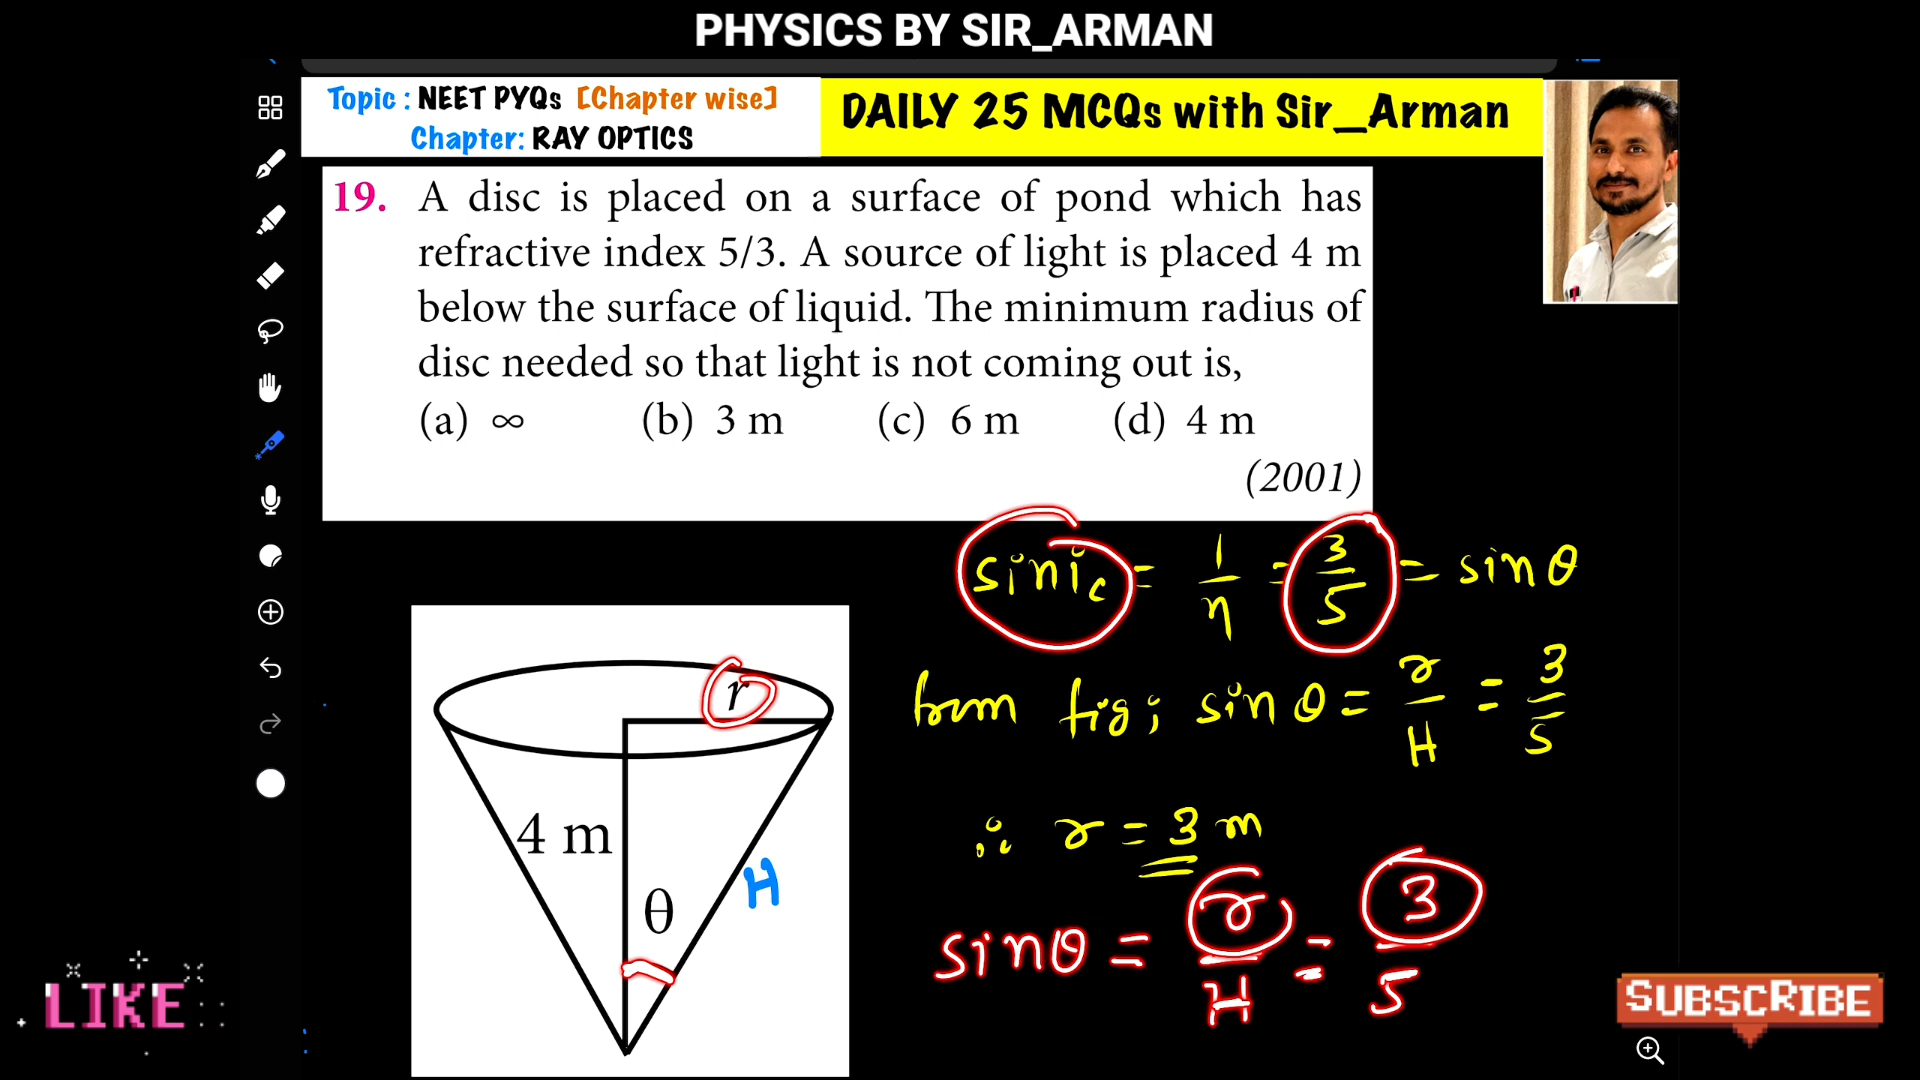 PHYSICS BY SIR_ARMAN
Topic : NEET PYQs [Chapter wise]
Chapter: RAY OPTICS
DAILY 25 MCQs with Sir_Arman
19. A disc is placed on a surface of pond which has
refractive index 5/3. A source of light is placed 4 m
below the surface of liquid. The minimum radius of
disc needed so that light is not coming out is,
(a) ∞ (b) 3 m (c) 6 m (d) 4 m
(2001)
sin i_c = 1/η = 3/5 = sin θ
from fig; sin θ = r/H = 3/5
∴ r = 3 m
sin θ = r/H = 3/5
r
4 m
θ
H
LIKE
SUBSCRIBE